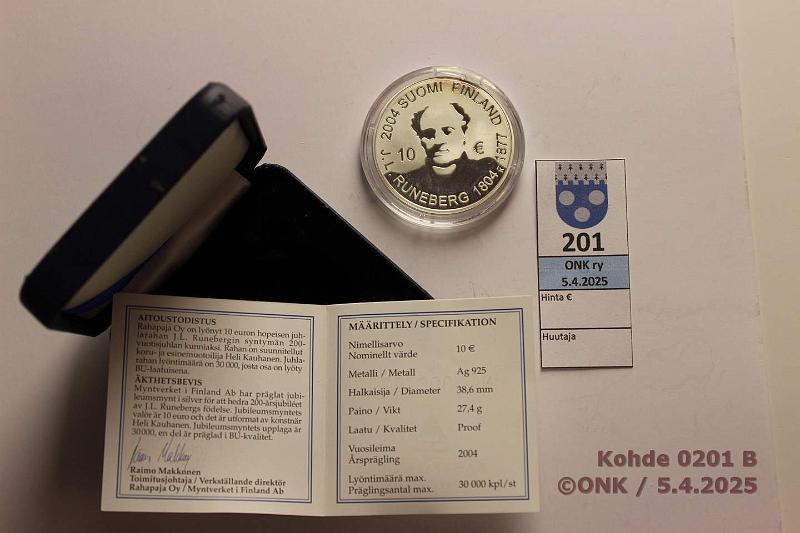 2004 SUOMI FINLAND
10 €
J. L. RUNEBERG 1804 1877
201
ONK ry
5.4.2025
Hinta €
Huutaja
AITOUSTODISTUS
Rahapaja Oy on lyönyt 10 euron hopeisen juh-
larahan J.L. Runebergin syntymän 200-
vuotisjuhlan kunniaksi. Rahan on suunnitellut
koru- ja esinemuotoilija Heli Kauhanen. Juhla-
rahan lyöntimäärä on 30 000, josta osa on lyöty
BU-laatuisena.
ÄKTHETSBEVIS
Myntverket i Finland Ab har präglat jubi-
leumsmynt i silver för att hedra 200-årsjubiléet
av J.L. Runebergs födelse. Jubileumsmyntets
valör är 10 euro och det är utformat av konstnär
Heli Kauhanen. Jubileumsmyntets upplaga är
30 000, en del är präglad i BU-kvalitet.
Raimo Makkonen
Toimitusjohtaja / Verkställande direktör
Rahapaja Oy / Myntverket i Finland Ab
MÄÄRITTELY / SPECIFIKATION
Nimellisarvo
Nominellt värde 10 €
Metalli / Metall Ag 925
Halkaisija / Diameter 38,6 mm
Paino / Vikt 27,4 g
Laatu / Kvalitet Proof
Vuosileima
Årsprägling 2004
Lyöntimäärä max.
Präglingsantal max. 30 000 kpl/st
Kohde 0201 B
©ONK / 5.4.2025